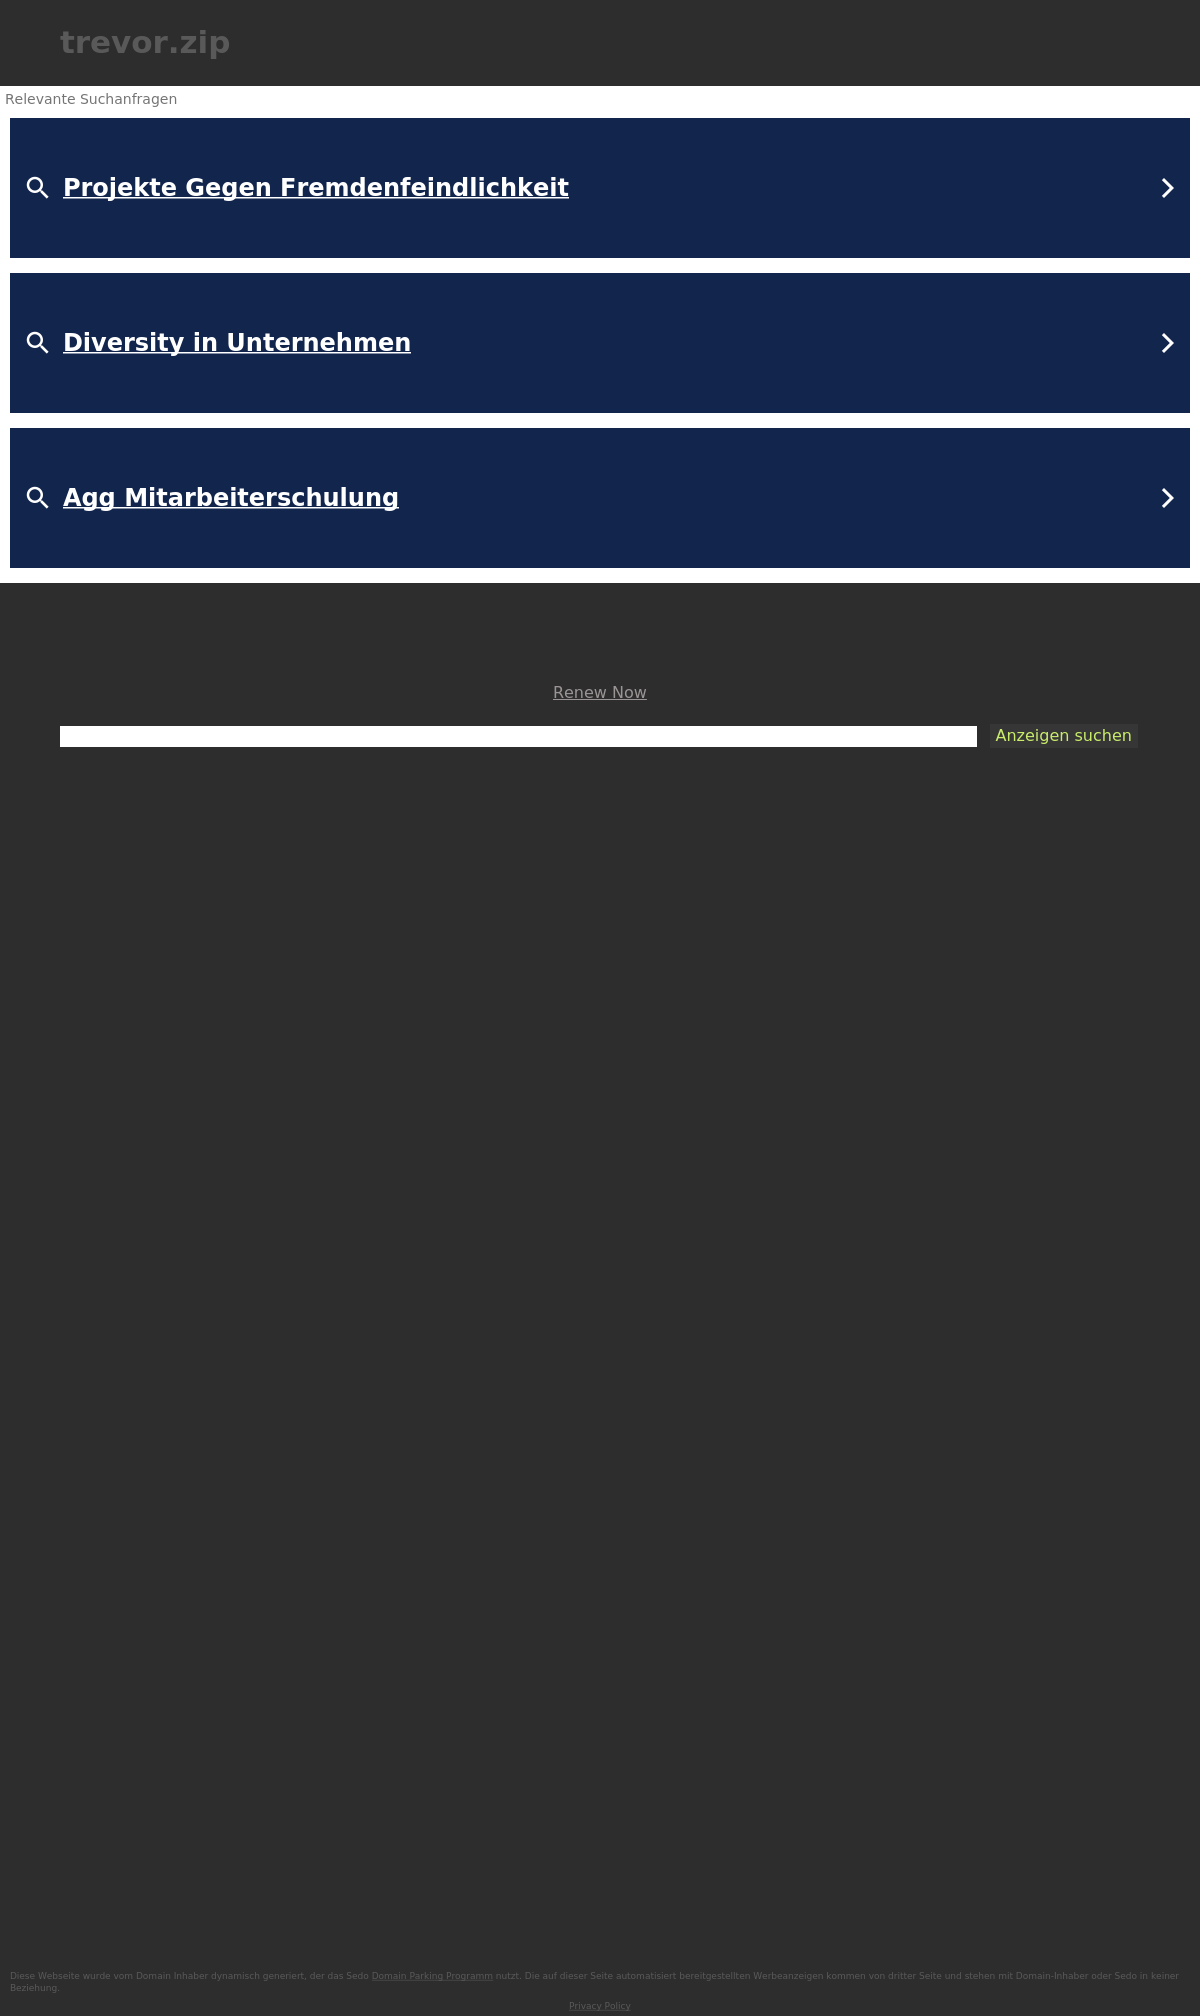 trevor.zip
Relevante Suchanfragen
Projekte Gegen Fremdenfeindlichkeit
Diversity in Unternehmen
Agg Mitarbeiterschulung
Renew Now
Anzeigen suchen
Diese Webseite wurde vom Domain Inhaber dynamisch generiert, der das Sedo Domain Parking Programm nutzt. Die auf dieser Seite automatisiert bereitgestellten Werbeanzeigen kommen von dritter Seite und stehen mit Domain-Inhaber oder Sedo in keiner
Beziehung.
Privacy Policy